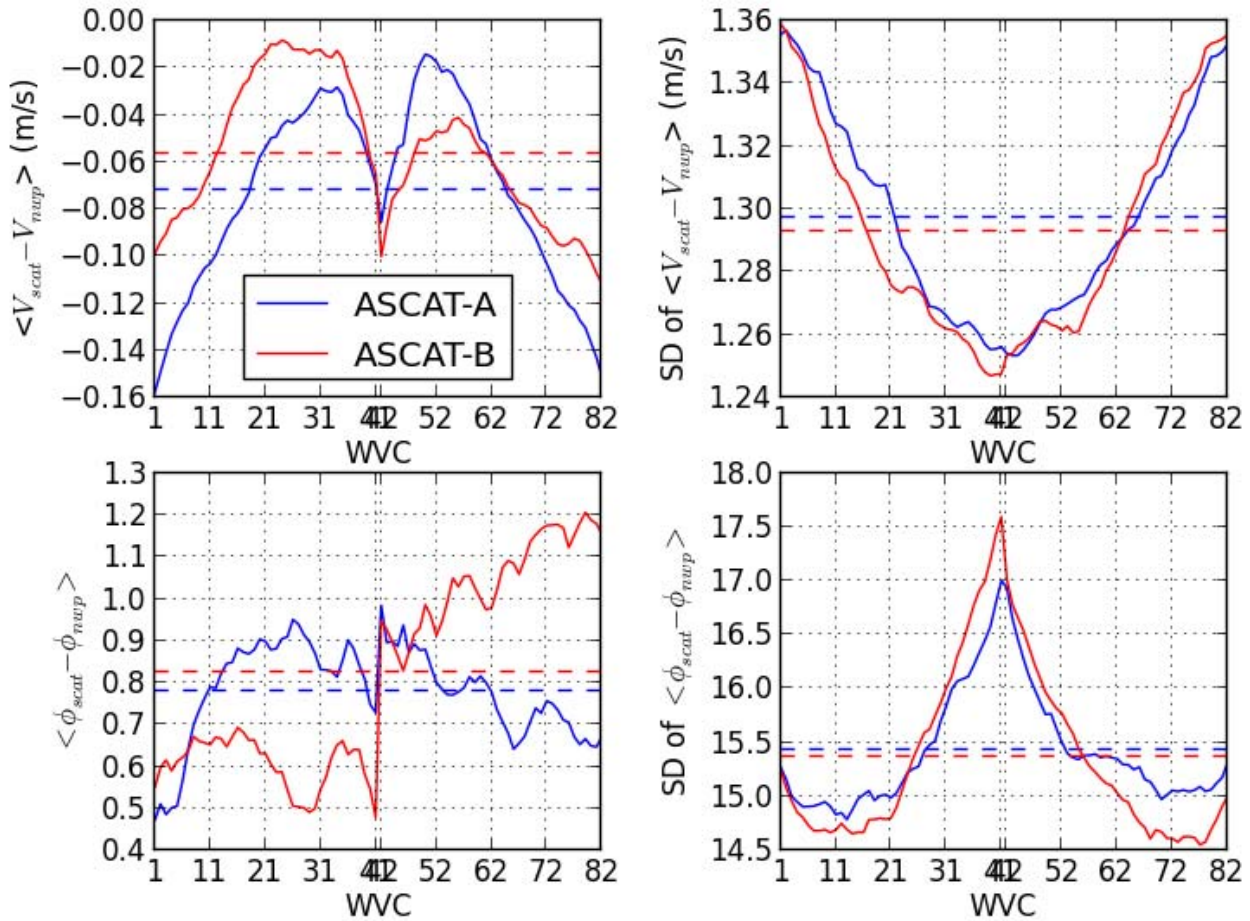 <V_scat − V_nwp> (m/s)
0.00
−0.02
−0.04
−0.06
−0.08
−0.10
−0.12
−0.14
−0.16
ASCAT-A
ASCAT-B
1 11 21 31 41 42 52 62 72 82
WVC
SD of <V_scat − V_nwp> (m/s)
1.36
1.34
1.32
1.30
1.28
1.26
1.24
1 11 21 31 41 42 52 62 72 82
WVC
<ϕ_scat − ϕ_nwp>
1.3
1.2
1.1
1.0
0.9
0.8
0.7
0.6
0.5
0.4
1 11 21 31 41 42 52 62 72 82
WVC
SD of <ϕ_scat − ϕ_nwp>
18.0
17.5
17.0
16.5
16.0
15.5
15.0
14.5
1 11 21 31 41 42 52 62 72 82
WVC